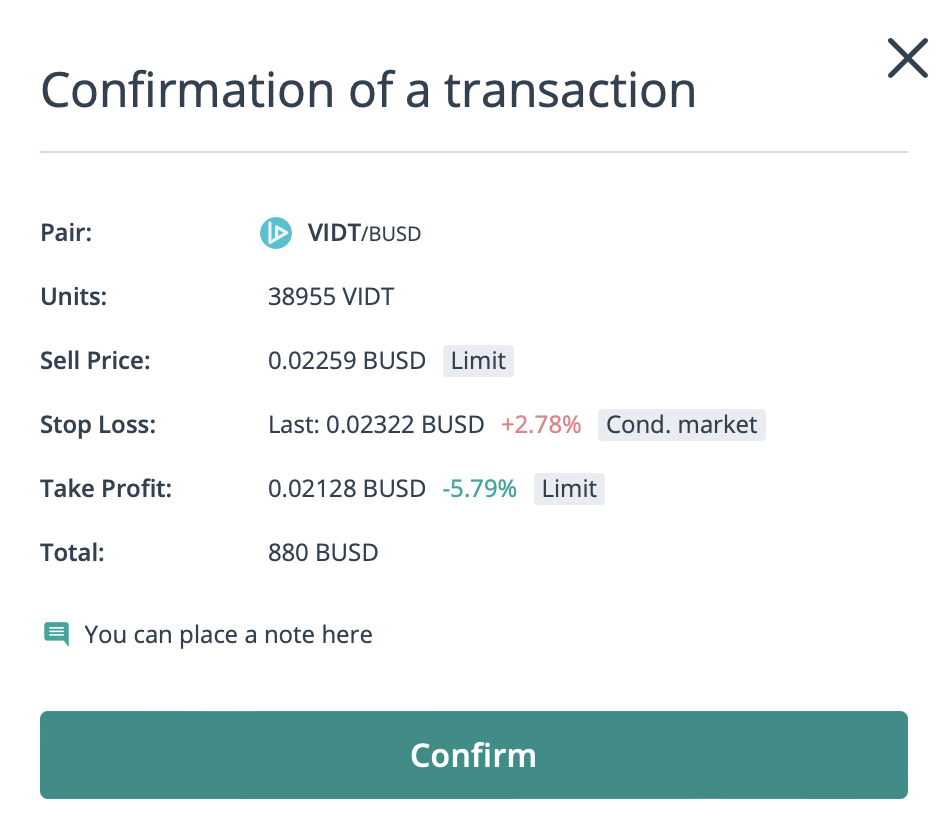 Confirmation of a transaction
Pair: VIDT/BUSD
Units: 38955 VIDT
Sell Price: 0.02259 BUSD Limit
Stop Loss: Last: 0.02322 BUSD +2.78% Cond. market
Take Profit: 0.02128 BUSD -5.79% Limit
Total: 880 BUSD
You can place a note here
Confirm